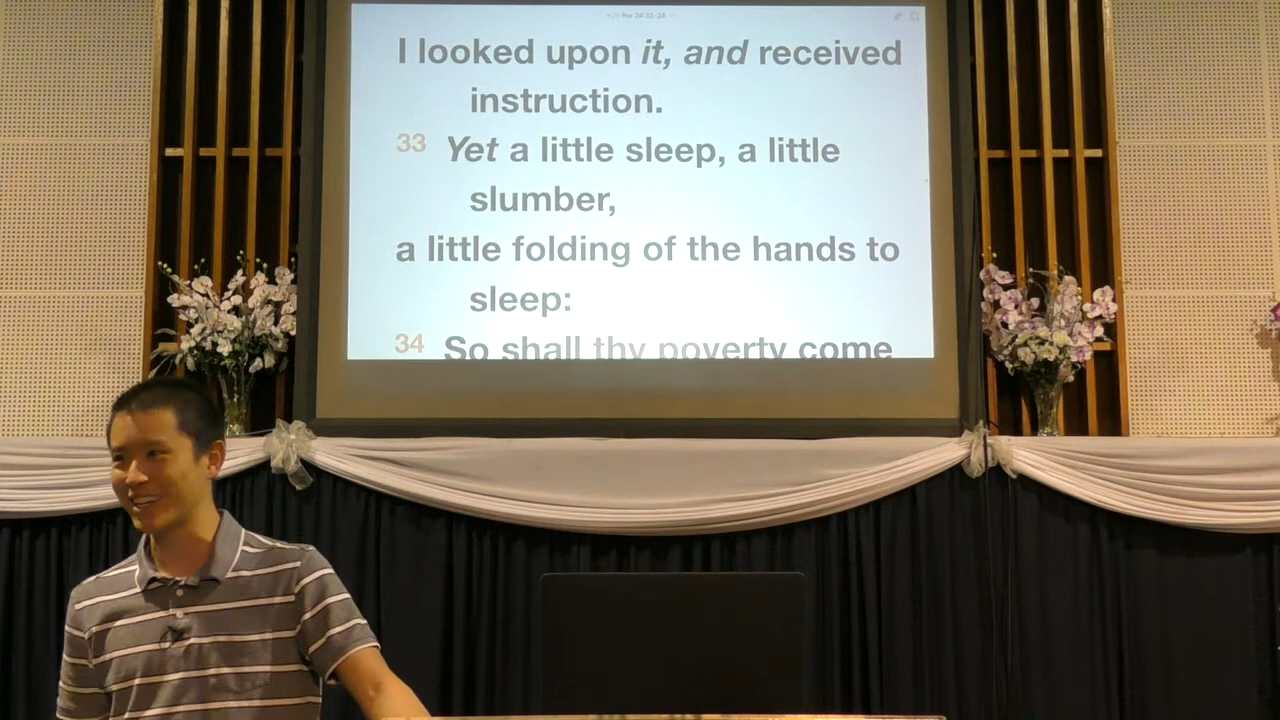 I looked upon it, and received
instruction.
33 Yet a little sleep, a little
slumber,
a little folding of the hands to
sleep:
34 So shall thy poverty come